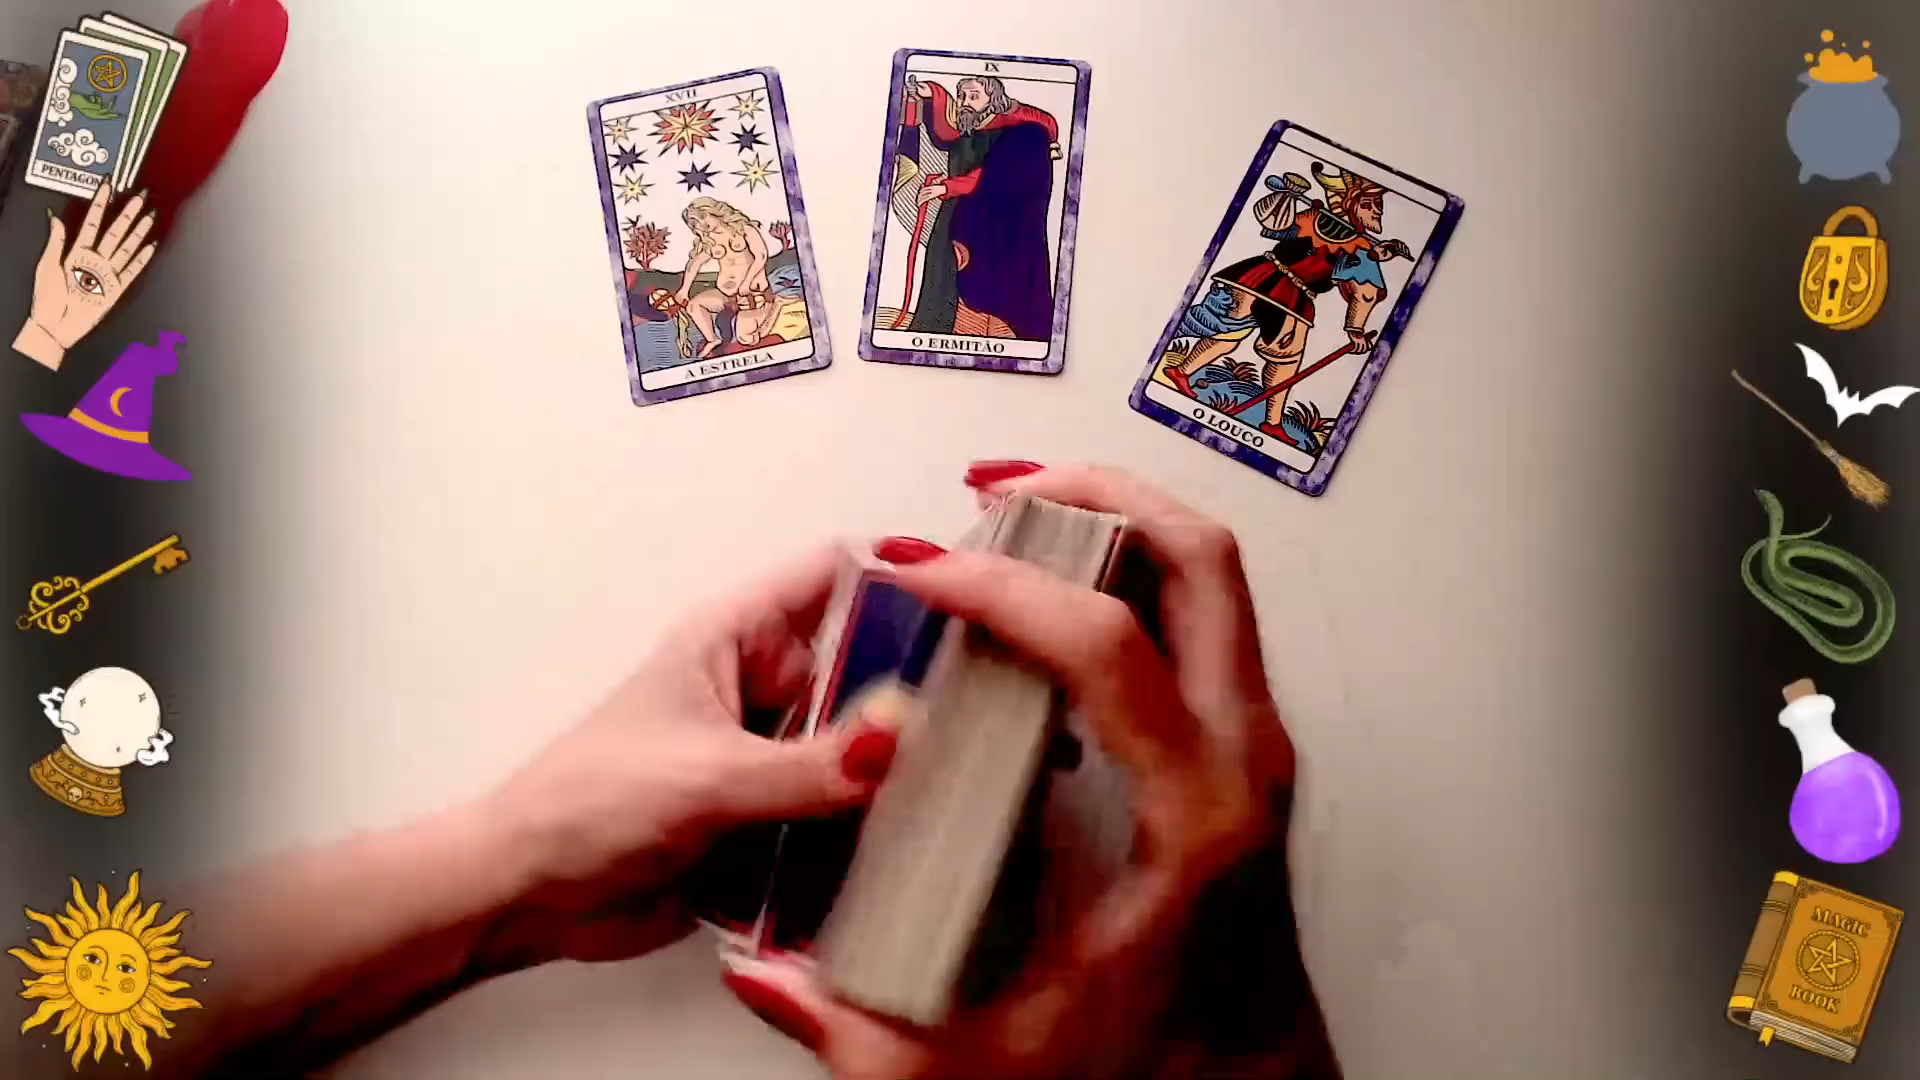 PENTAGON
XVII
A ESTRELA
IX
O ERMITÃO
O LOUCO
MAGIC
BOOK